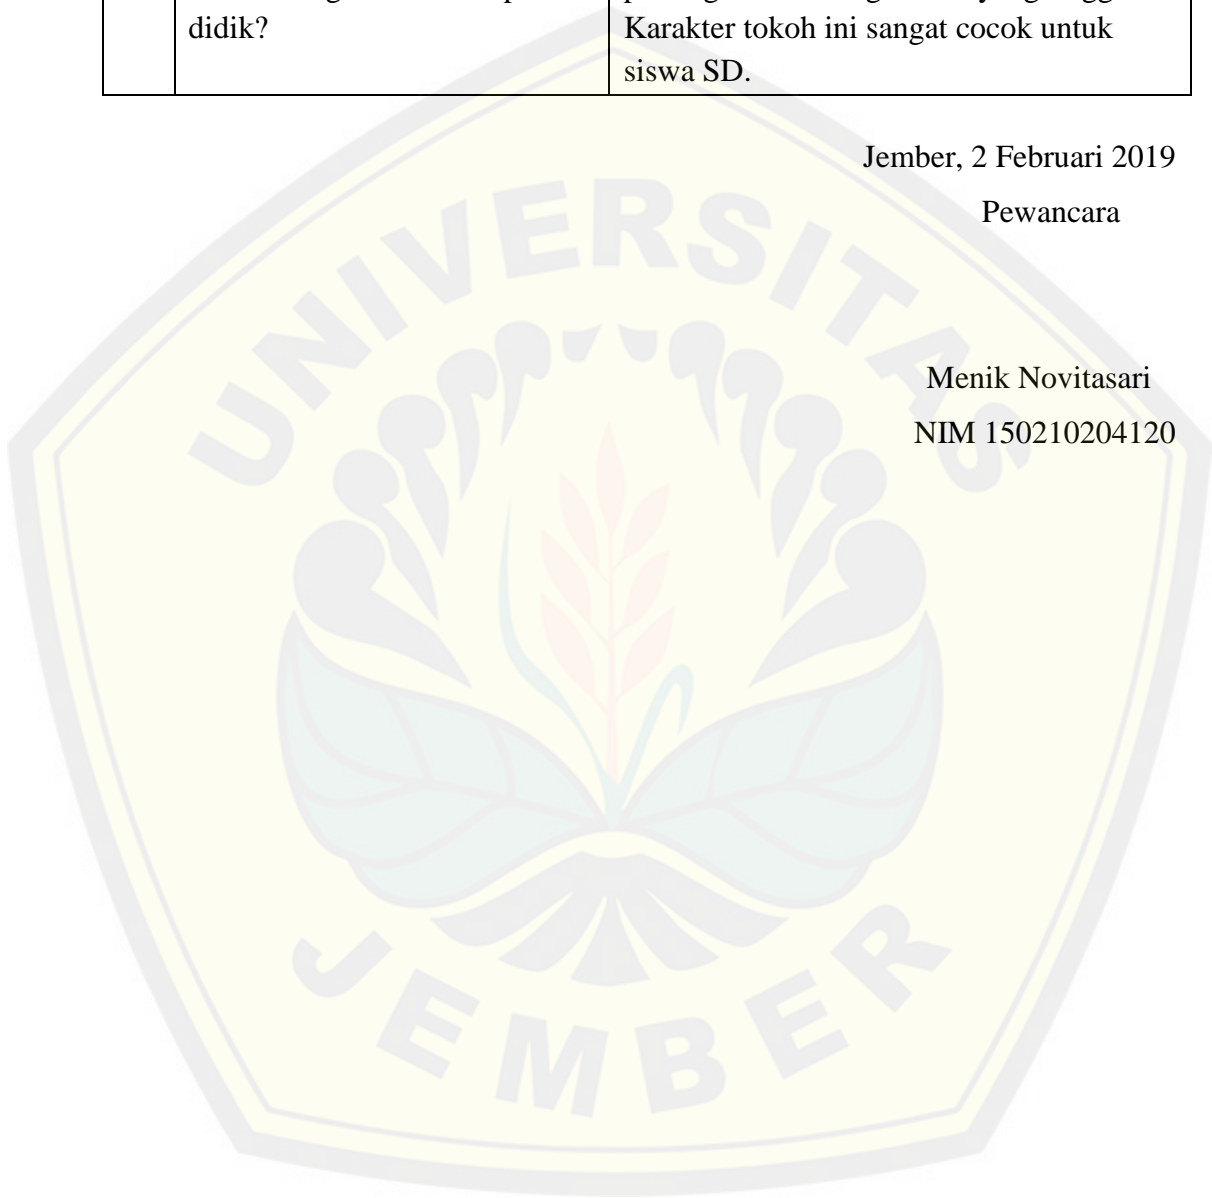 didik?
Karakter tokoh ini sangat cocok untuk
siswa SD.
Jember, 2 Februari 2019
Pewancara
Menik Novitasari
NIM 150210204120
UNIVERSITAS
JEMBER